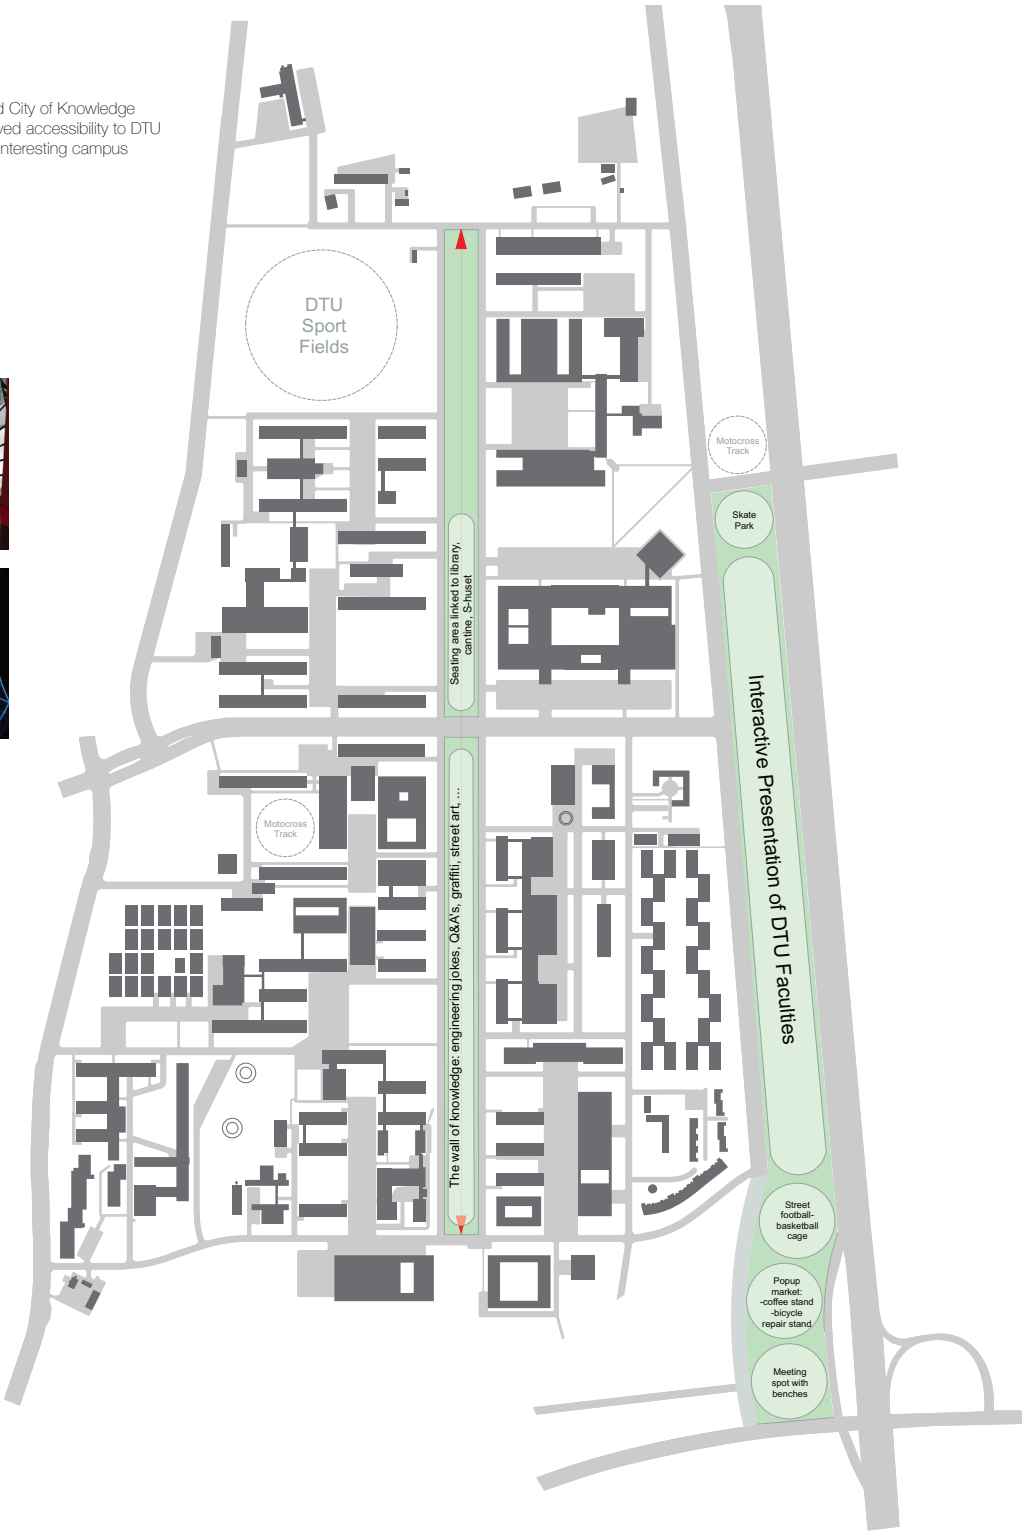 City of Knowledge
accessibility to DTU
interesting campus
DTU
Sport
Fields
Motocross
Track
Skate
Park
Seating area linked to library,
cantine, S-huset
Interactive Presentation of DTU Faculties
The wall of knowledge: engineering jokes, Q&A's, graffiti, street art, ...
Motocross
Track
Street
football-
basketball
cage
Popup
market:
-coffee stand
-bicycle
repair stand
Meeting
spot with
benches